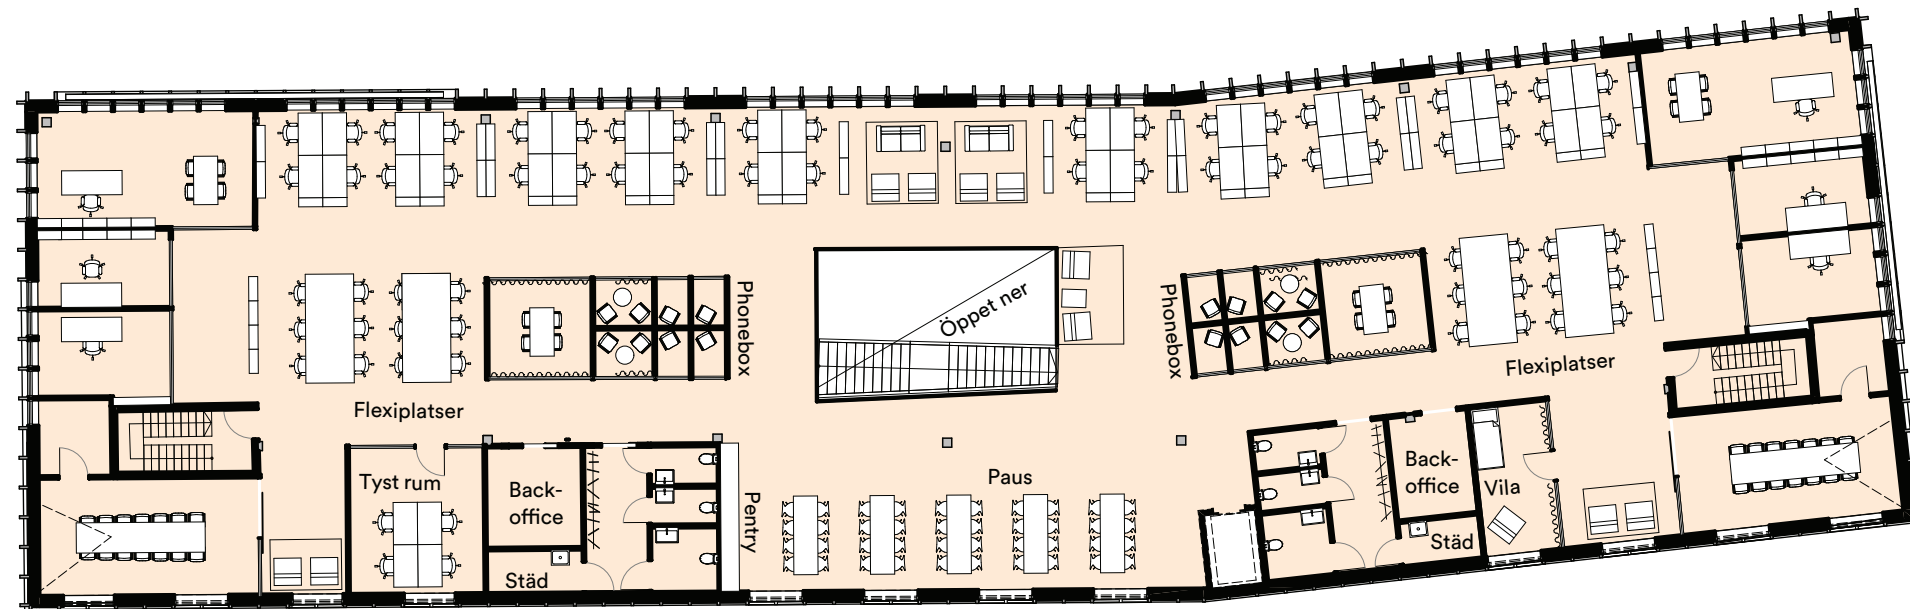 Phonebox
Öppet ner
Phonebox
Flexiplatser
Flexiplatser
Tyst rum
Back-
office
Städ
Pentry
Paus
Back-
office
Vila
Städ